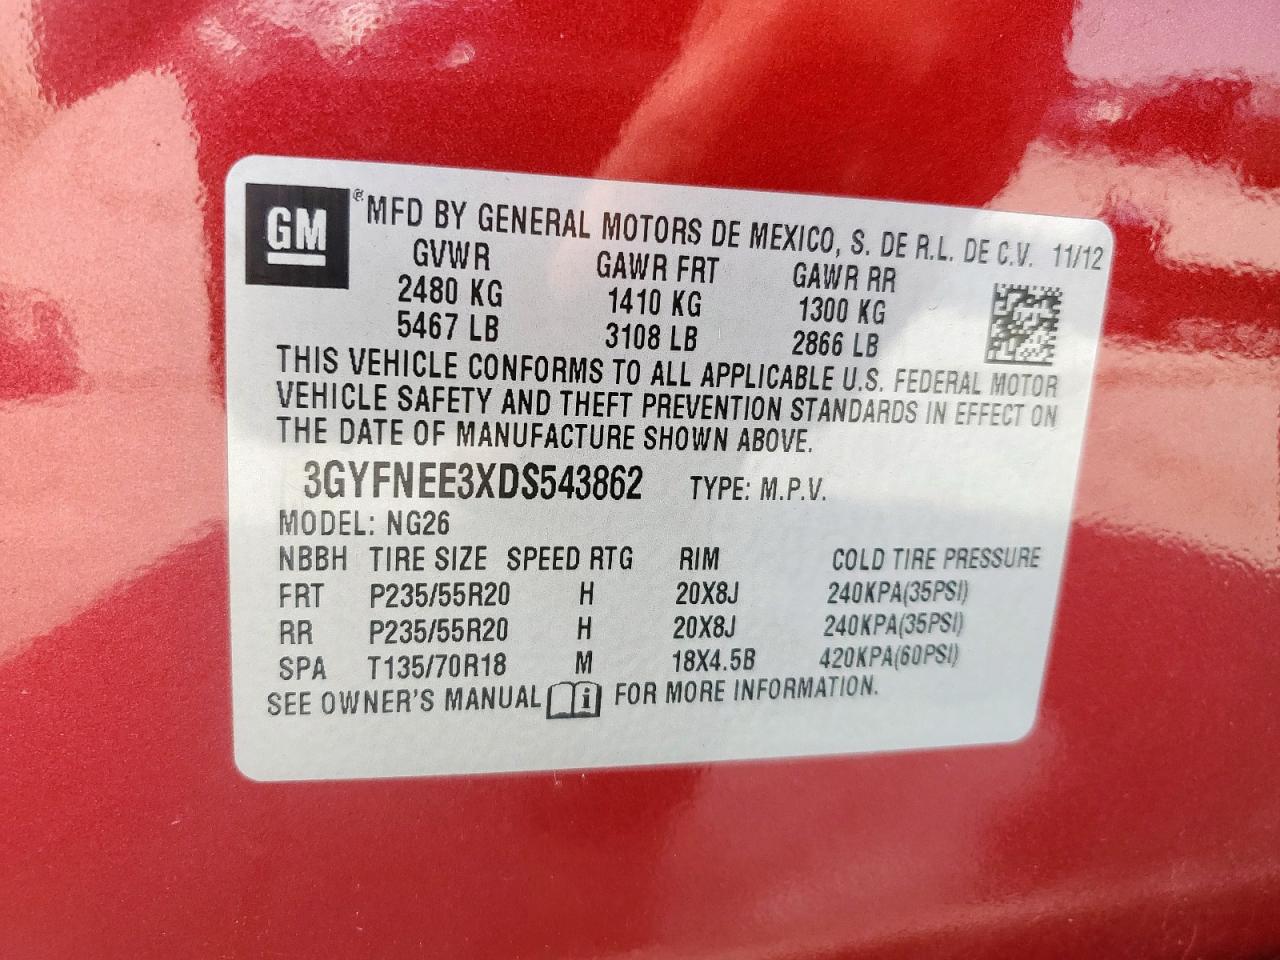 GM ® MFD BY GENERAL MOTORS DE MEXICO, S. DE R.L. DE C.V. 11/12
GVWR GAWR FRT GAWR RR
2480 KG 1410 KG 1300 KG
5467 LB 3108 LB 2866 LB
THIS VEHICLE CONFORMS TO ALL APPLICABLE U.S. FEDERAL MOTOR
VEHICLE SAFETY AND THEFT PREVENTION STANDARDS IN EFFECT ON
THE DATE OF MANUFACTURE SHOWN ABOVE.
3GYFNEE3XDS543862 TYPE: M.P.V.
MODEL: NG26
NBBH TIRE SIZE SPEED RTG RIM COLD TIRE PRESSURE
FRT P235/55R20 H 20X8J 240KPA(35PSI)
RR P235/55R20 H 20X8J 240KPA(35PSI)
SPA T135/70R18 M 18X4.5B 420KPA(60PSI)
SEE OWNER'S MANUAL i FOR MORE INFORMATION.